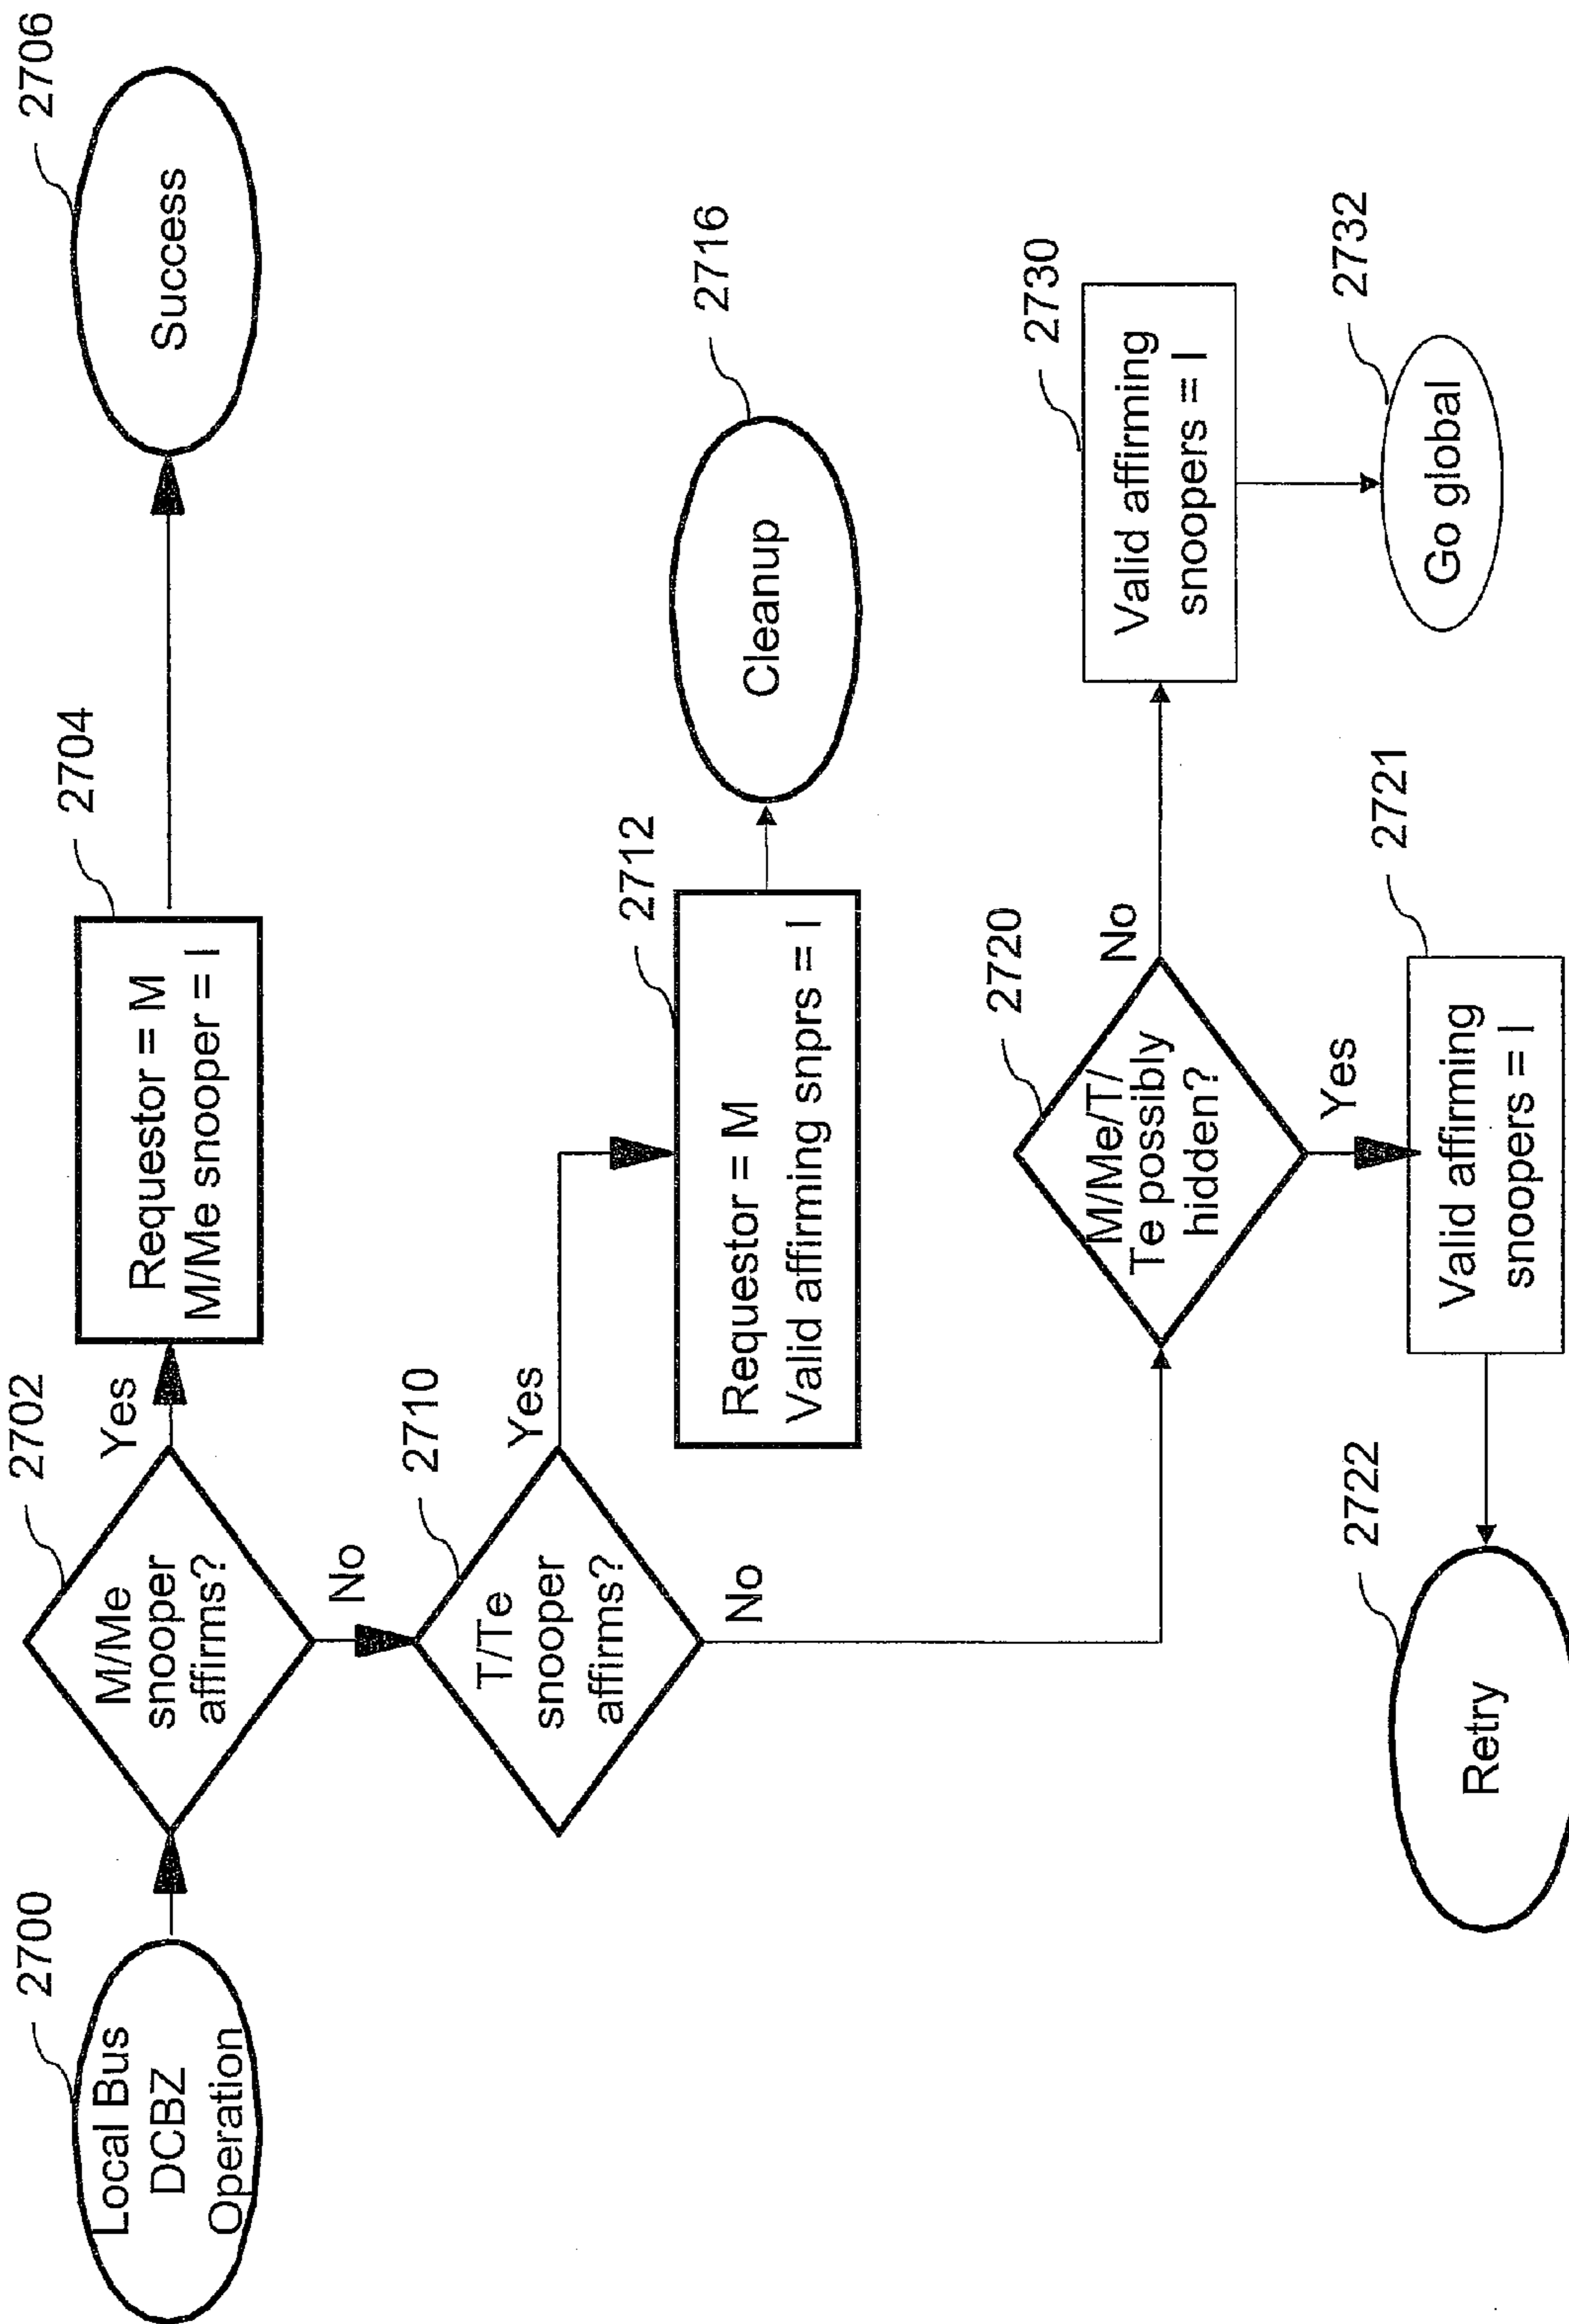 2700
Local Bus
DCBZ
Operation
2702
M/Me
snooper
affirms?
Yes
2704
Requestor = M
M/Me snooper = I
2706
Success
No
2710
T/Te
snooper
affirms?
Yes
2712
Requestor = M
Valid affirming snprs = I
2716
Cleanup
No
2720
M/Me/T/
Te possibly
hidden?
No
2730
Valid affirming
snoopers = I
2732
Go global
Yes
2721
Valid affirming
snoopers = I
2722
Retry